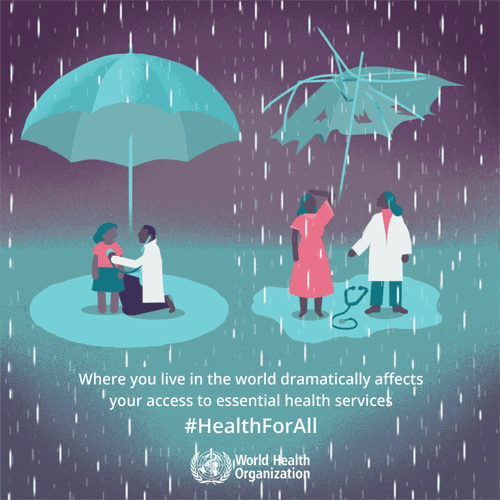 Where you live in the world dramatically affects
your access to essential health services
#HealthForAll
World Health
Organization